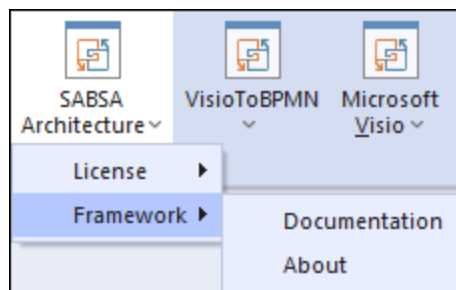 SABSA
Architecture
VisioToBPMN
Microsoft
Visio
License
Framework
Documentation
About